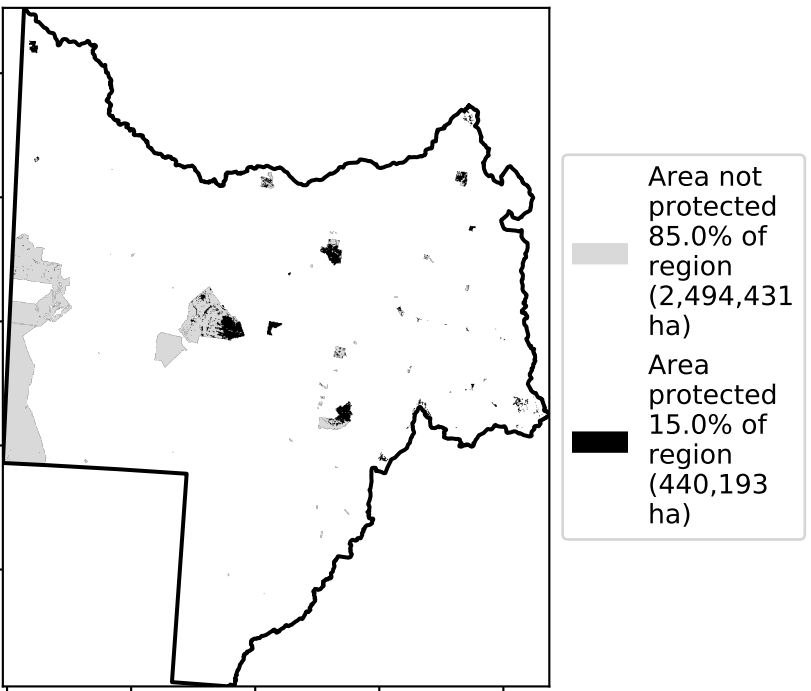 Area not
protected
85.0% of
region
(2,494,431
ha)
Area
protected
15.0% of
region
(440,193
ha)